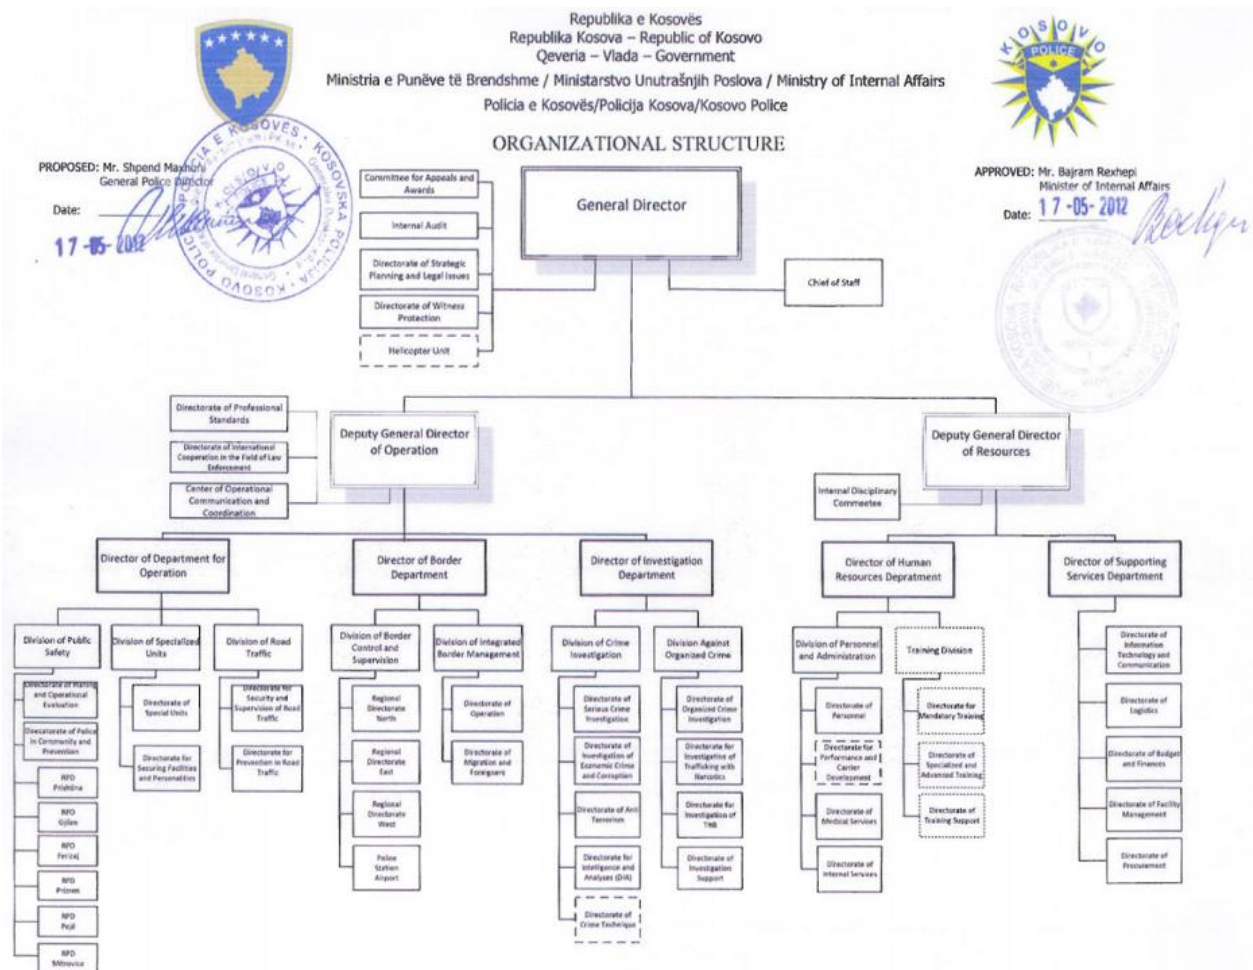 Republika e Kosovës
Republika Kosova – Republic of Kosovo
Qeveria – Vlada – Government
Ministria e Punëve të Brendshme / Ministarstvo Unutrašnjih Poslova / Ministry of Internal Affairs
Policia e Kosovës/Policija Kosova/Kosovo Police
KOSOVO
POLICE
ORGANIZATIONAL STRUCTURE
PROPOSED: Mr. Shpend Maxhuni
General Police Director
Date:
17-05-2012
POLICIA E KOSOVËS • KOSOVSKA POLICIJA • KOSOVO POLICE
APPROVED: Mr. Bajram Rexhepi
Minister of Internal Affairs
Date: 17-05-2012
General Director
Committee for Appeals and
Awards
Internal Audit
Directorate of Strategic
Planning and Legal Issues
Directorate of Witness
Protection
Helicopter Unit
Chief of Staff
Directorate of Professional
Standards
Directorate of International
Cooperation in the Field of Law
Enforcement
Center of Operational
Communication and
Coordination
Deputy General Director
of Operation
Deputy General Director
of Resources
Internal Disciplinary
Commeetee
Director of Department for
Operation
Director of Border
Department
Director of Investigation
Department
Director of Human
Resources Depratment
Director of Supporting
Services Department
Division of Public
Safety
Division of Specialized
Units
Division of Road
Traffic
Division of Border
Control and
Supervision
Division of Integrated
Border Management
Division of Crime
Investigation
Division Against
Organized Crime
Division of Personnel
and Administration
Training Division
and Operational
Evaluation
of Police
in Community and
Prevention
RPD
Prishtina
RPD
Gjilan
RPD
Ferizaj
RPD
Prizren
RPD
Pejë
RPD
Mitrovica
Directorate of
Special Units
Directorate for
Securing Facilities
and Personalities
Directorate for
Security and
Supervision of Road
Traffic
Directorate for
Prevention in Road
Traffic
Regional
Directorate
North
Regional
Directorate
East
Regional
Directorate
West
Police
Station
Airport
Directorate of
Operation
Directorate of
Migration and
Foreigners
Directorate of
Serious Crime
Investigation
Directorate of
Investigation of
Economic Crime
and Corruption
Directorate of Anti
Terrorism
Directorate for
Intelligence and
Analyses (DIA)
Directorate of
Crime Technique
Directorate of
Organized Crime
Investigation
Directorate for
Investigation of
Trafficking with
Narcotics
Directorate for
Investigation of
THB
Directorate of
Investigation
Support
Directorate of
Personnel
Directorate for
Performance and
Carrier
Development
Directorate of
Medical Services
Directorate of
Internal Services
Directorate for
Mandatory Training
Directorate of
Specialized and
Advanced Training
Directorate of
Training Support
Directorate of
Information
Technology and
Communication
Directorate of
Logistics
Directorate of Budget
and Finances
Directorate of Facility
Management
Directorate of
Procurement